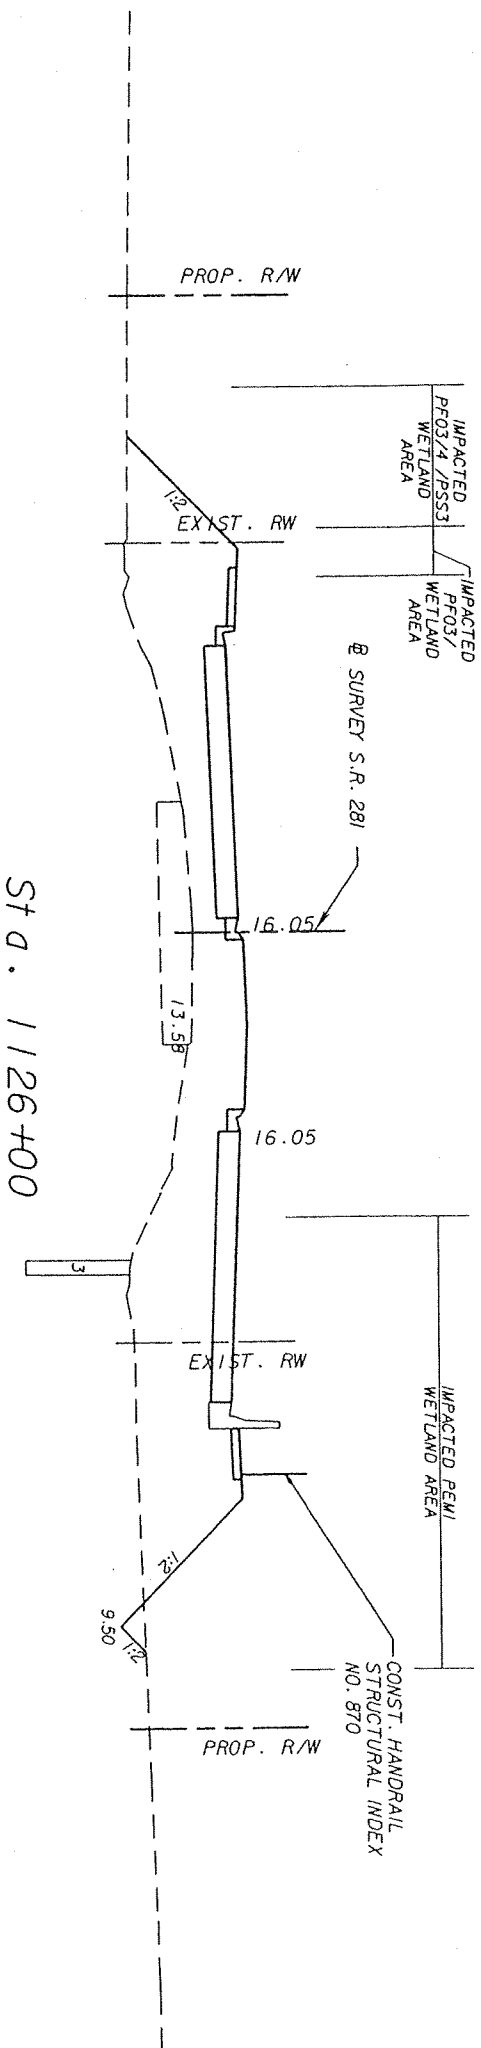 PROP. R/W
IMPACTED
PFO3/4 /PSS3
WETLAND
AREA
1:2
EXIST. RW
IMPACTED
PFO3/
WETLAND
AREA
℄ SURVEY S.R. 281
16.05
13.58
16.05
Sta. 1126+00
3
EXIST. RW
IMPACTED PEM1
WETLAND AREA
1:2
9.50
1:2
CONST. HANDRAIL
STRUCTURAL INDEX
NO. 870
PROP. R/W